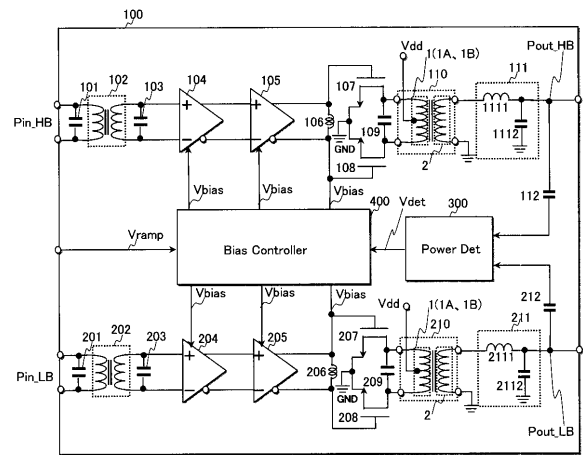 100
Pout_HB
Vdd 1(1A、1B) 111
101 102 103 104 105 107 110
Pin_HB 106 109 1111
1112
GND
108 2
Vbias Vbias Vbias 400 Vdet 300 112
Vramp
Bias Controller Power Det
Vbias Vbias Vbias 212
Vdd 1(1A、1B)
201 202 203 204 205 207 210 211
Pin_LB 206 209 2111
2112
GND
208 2
Pout_LB